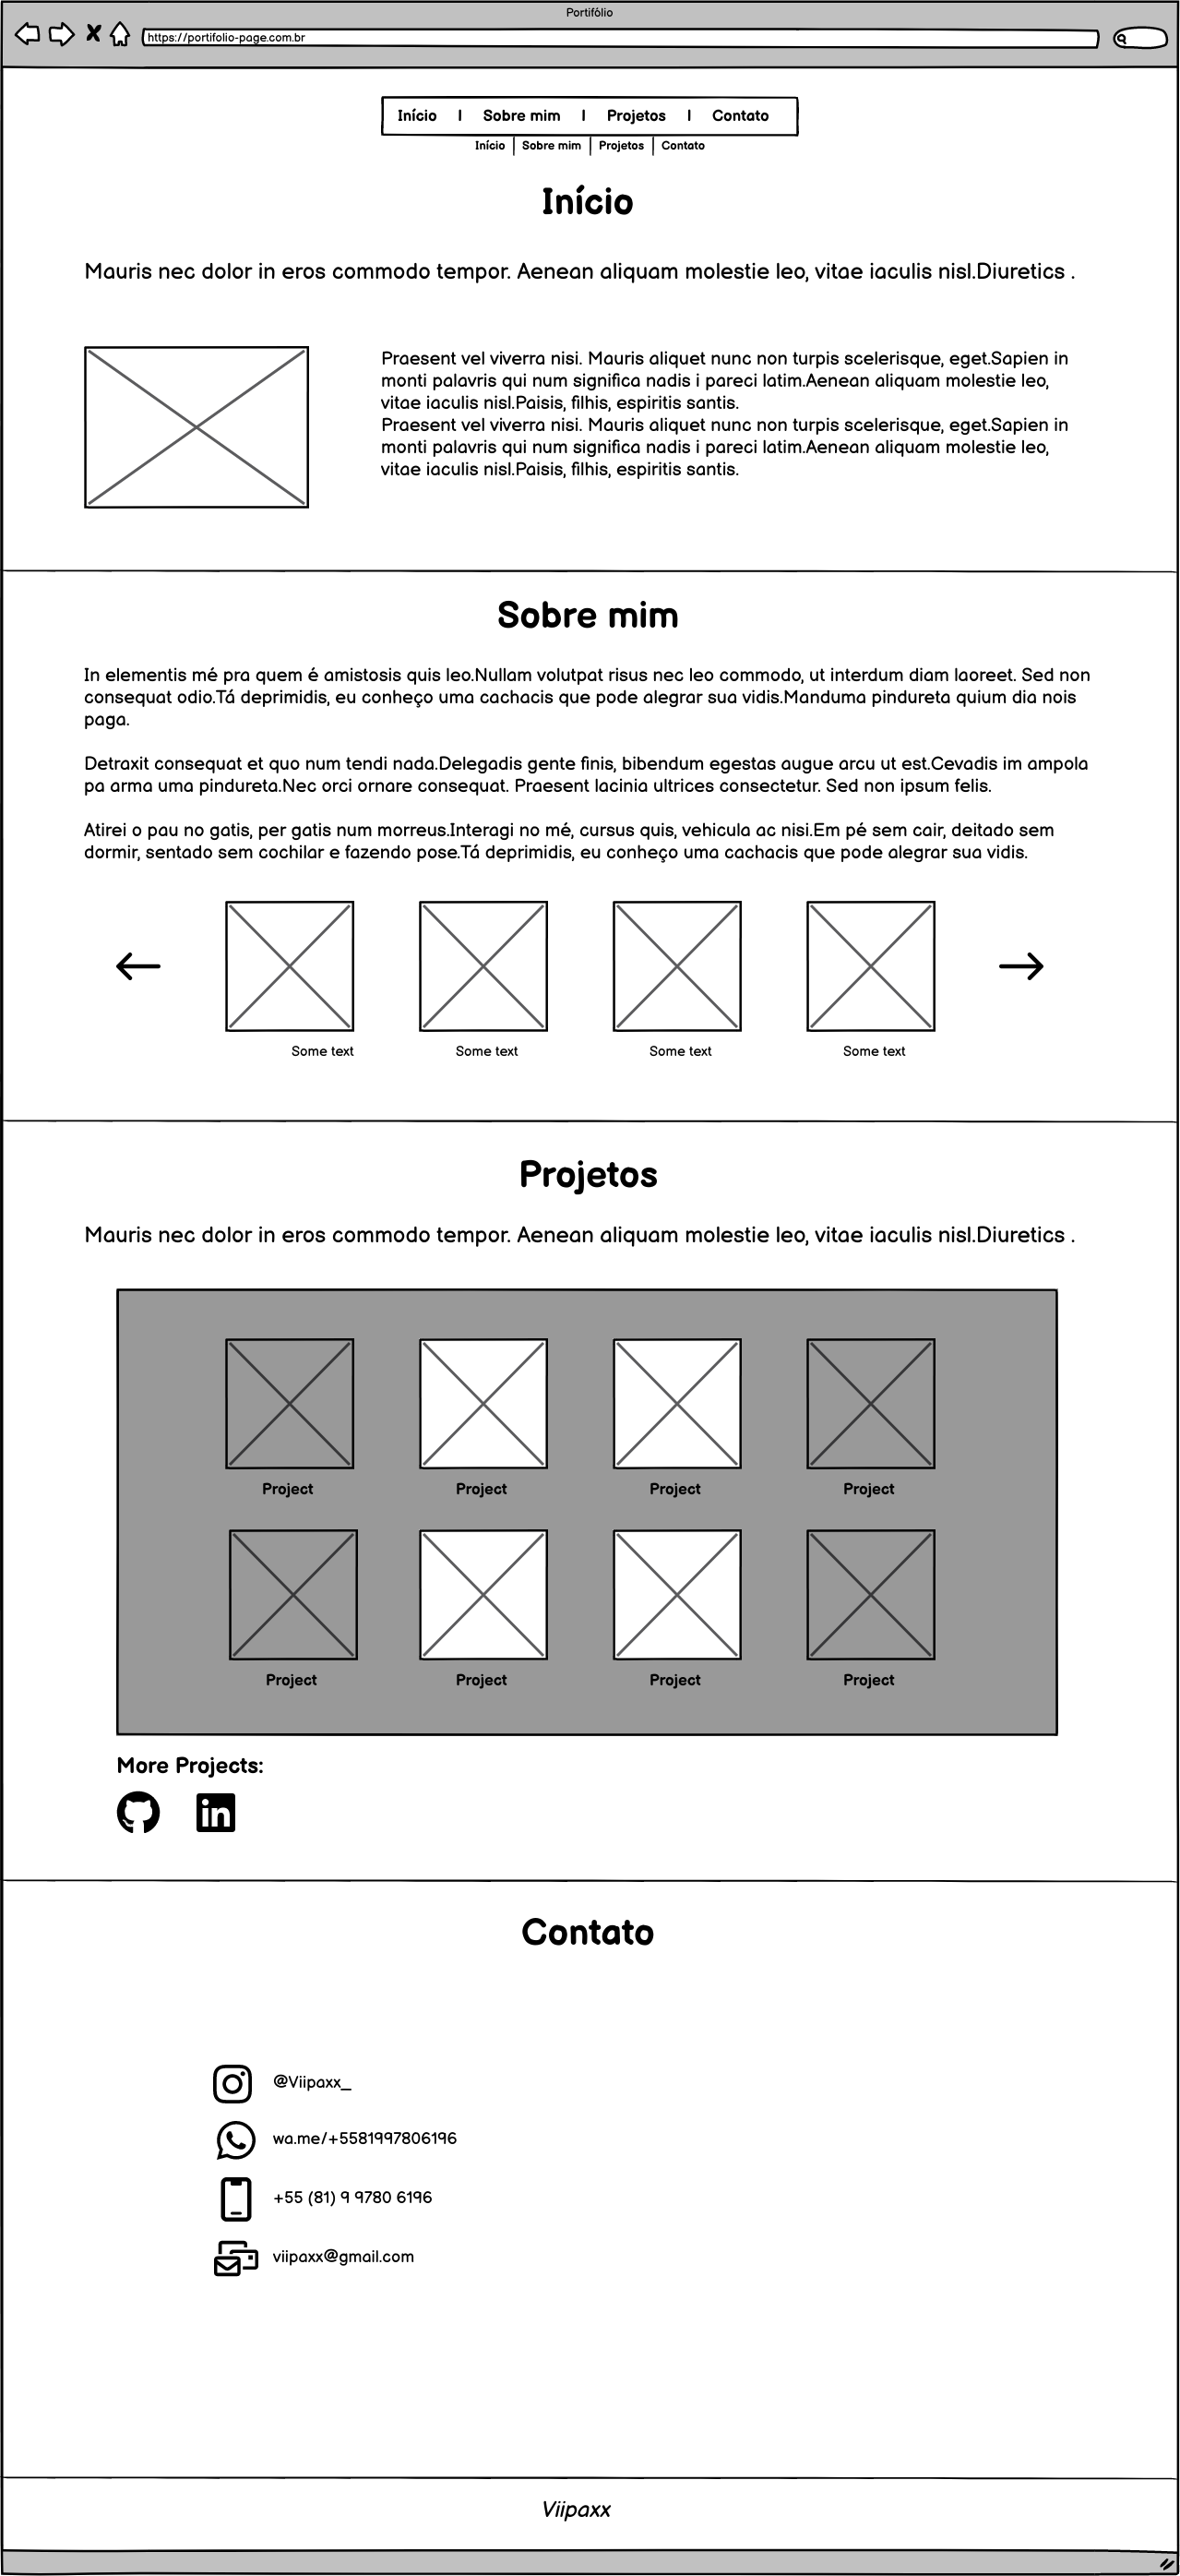 Portifólio
https://portifolio-page.com.br
Início | Sobre mim | Projetos | Contato
Início | Sobre mim | Projetos | Contato
Início
Mauris nec dolor in eros commodo tempor. Aenean aliquam molestie leo, vitae iaculis nisl.Diuretics .
Praesent vel viverra nisi. Mauris aliquet nunc non turpis scelerisque, eget.Sapien in
monti palavris qui num significa nadis i pareci latim.Aenean aliquam molestie leo,
vitae iaculis nisl.Paisis, filhis, espiritis santis.
Praesent vel viverra nisi. Mauris aliquet nunc non turpis scelerisque, eget.Sapien in
monti palavris qui num significa nadis i pareci latim.Aenean aliquam molestie leo,
vitae iaculis nisl.Paisis, filhis, espiritis santis.
Sobre mim
In elementis mé pra quem é amistosis quis leo.Nullam volutpat risus nec leo commodo, ut interdum diam laoreet. Sed non
consequat odio.Tá deprimidis, eu conheço uma cachacis que pode alegrar sua vidis.Manduma pindureta quium dia nois
paga.
Detraxit consequat et quo num tendi nada.Delegadis gente finis, bibendum egestas augue arcu ut est.Cevadis im ampola
pa arma uma pindureta.Nec orci ornare consequat. Praesent lacinia ultrices consectetur. Sed non ipsum felis.
Atirei o pau no gatis, per gatis num morreus.Interagi no mé, cursus quis, vehicula ac nisi.Em pé sem cair, deitado sem
dormir, sentado sem cochilar e fazendo pose.Tá deprimidis, eu conheço uma cachacis que pode alegrar sua vidis.
Some text Some text Some text Some text
Projetos
Mauris nec dolor in eros commodo tempor. Aenean aliquam molestie leo, vitae iaculis nisl.Diuretics .
Project Project Project Project
Project Project Project Project
More Projects:
in
Contato
@Viipaxx_
wa.me/+5581997806196
+55 (81) 9 9780 6196
viipaxx@gmail.com
Viipaxx